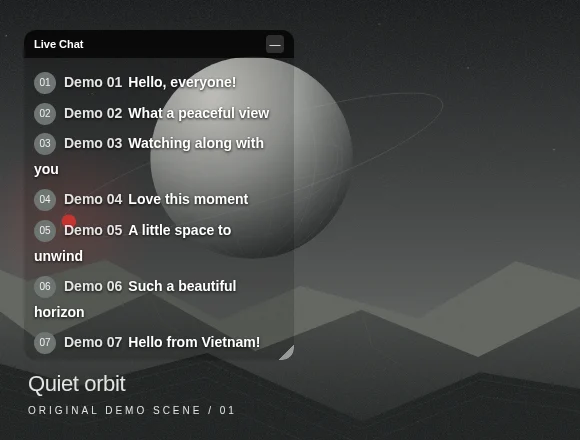 Live Chat —
01 Demo 01 Hello, everyone!
02 Demo 02 What a peaceful view
03 Demo 03 Watching along with
you
04 Demo 04 Love this moment
05 Demo 05 A little space to
unwind
06 Demo 06 Such a beautiful
horizon
07 Demo 07 Hello from Vietnam!
Quiet orbit
ORIGINAL DEMO SCENE / 01